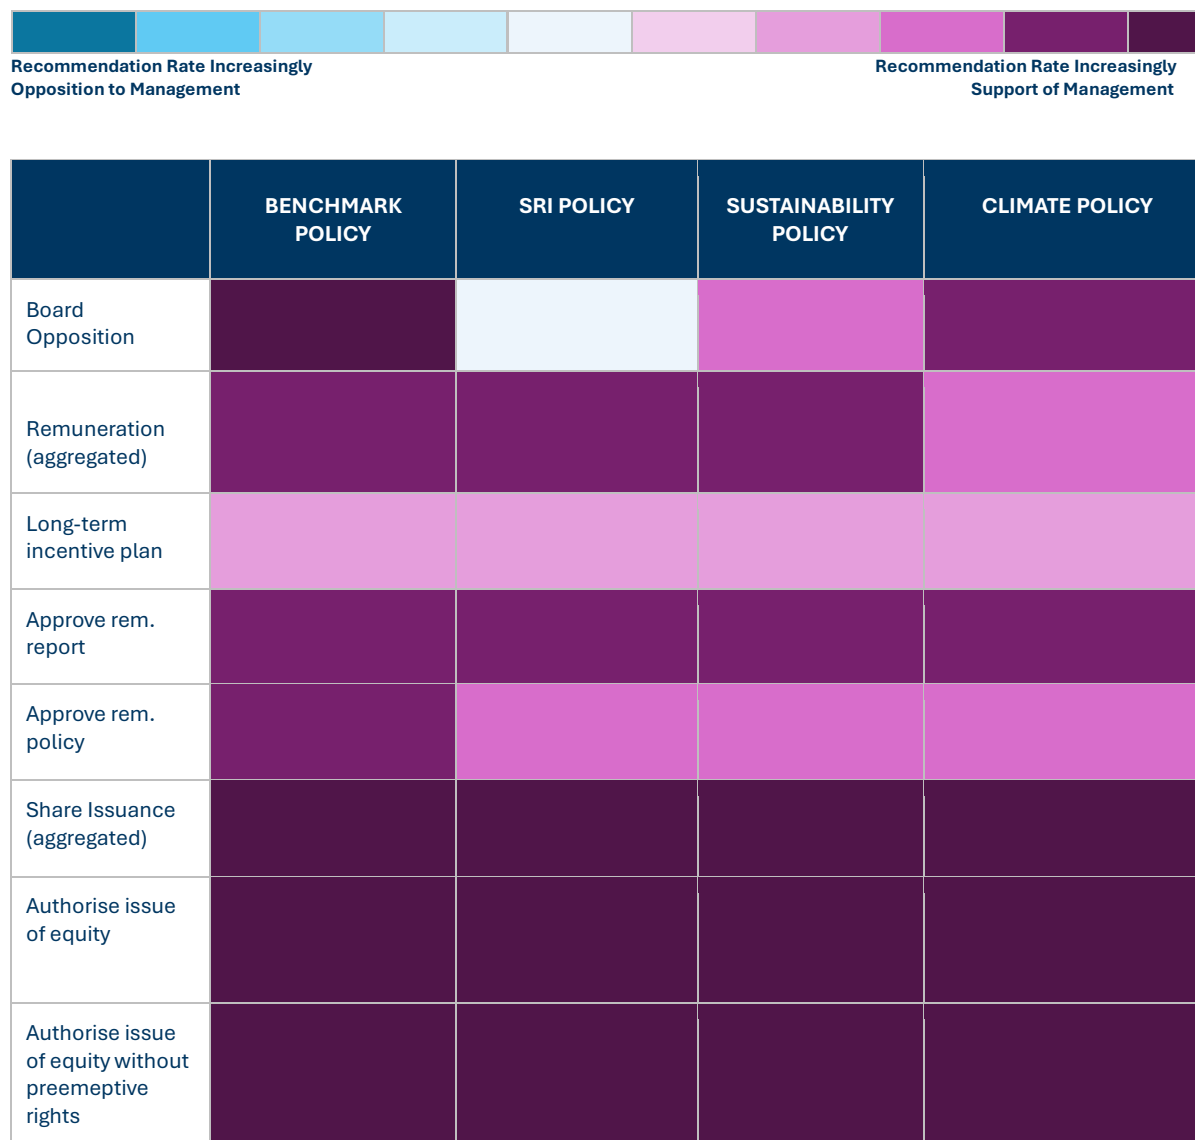 Recommendation Rate Increasingly
Opposition to Management
Recommendation Rate Increasingly
Support of Management
BENCHMARK
POLICY
SRI POLICY
SUSTAINABILITY
POLICY
CLIMATE POLICY
Board
Opposition
Remuneration
(aggregated)
Long-term
incentive plan
Approve rem.
report
Approve rem.
policy
Share Issuance
(aggregated)
Authorise issue
of equity
Authorise issue
of equity without
preemeptive
rights